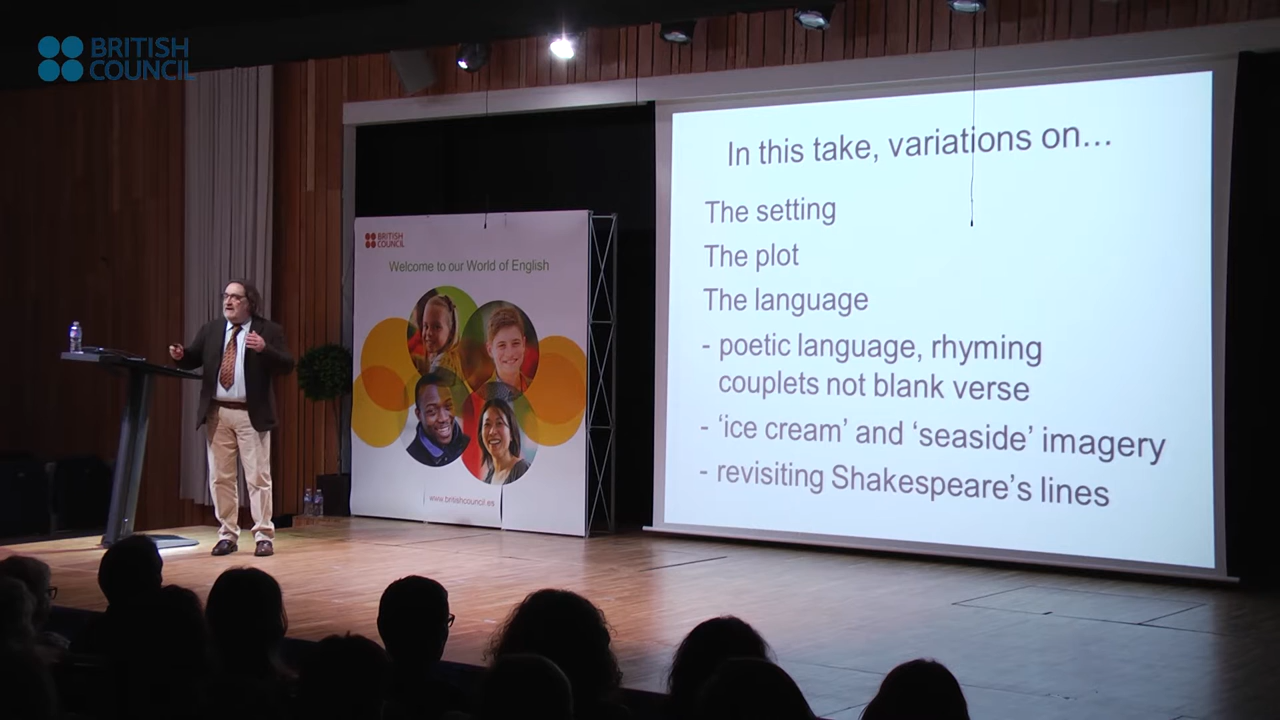 BRITISH
COUNCIL
BRITISH
COUNCIL
Welcome to our World of English
www.britishcouncil.es
In this take, variations on…
The setting
The plot
The language
- poetic language, rhyming
couplets not blank verse
- ‘ice cream’ and ‘seaside’ imagery
- revisiting Shakespeare’s lines